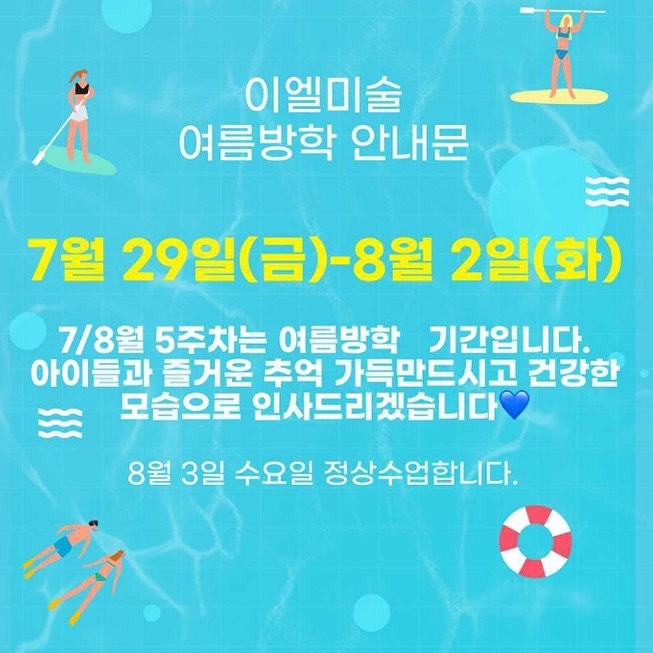 이엘미술
여름방학 안내문
7월 29일(금)-8월 2일(화)
7/8월 5주차는 여름방학 기간입니다.
아이들과 즐거운 추억 가득만드시고 건강한
모습으로 인사드리겠습니다💙
8월 3일 수요일 정상수업합니다.